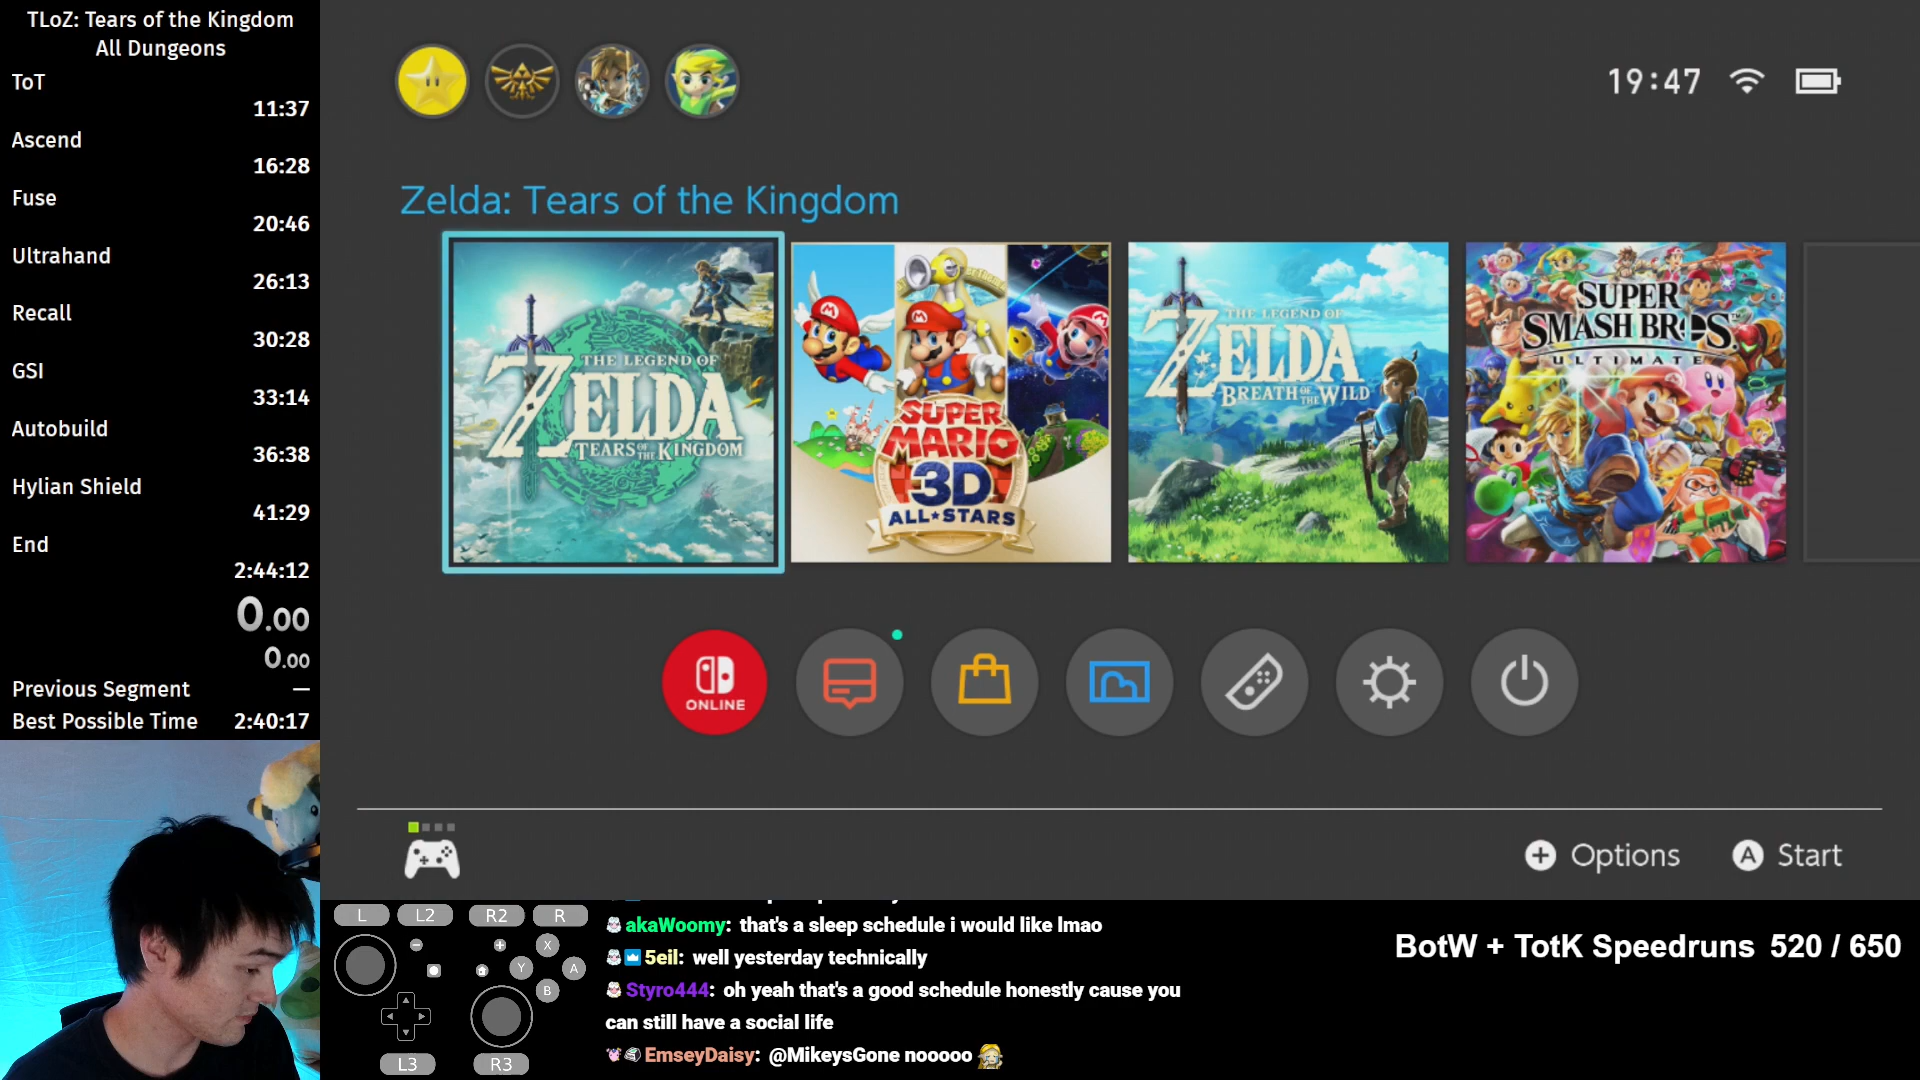 TLoZ: Tears of the Kingdom
All Dungeons
ToT
11:37
Ascend
16:28
Fuse
20:46
Ultrahand
26:13
Recall
30:28
GSI
33:14
Autobuild
36:38
Hylian Shield
41:29
End
2:44:12
0.00
0.00
Previous Segment —
Best Possible Time 2:40:17
19:47
Zelda: Tears of the Kingdom
THE LEGEND OF
ZELDA
TEARS OF THE KINGDOM
SUPER
MARIO
3D
ALL★STARS
THE LEGEND OF
ZELDA
BREATH OF THE WILD
SUPER
SMASH BROS.
ULTIMATE
ONLINE
Options
A Start
L L2 R2 R
X
Y A
B
L3 R3
akaWoomy: that's a sleep schedule i would like lmao
5eil: well yesterday technically
Styro444: oh yeah that's a good schedule honestly cause you
can still have a social life
EmseyDaisy: @MikeysGone nooooo
BotW + TotK Speedruns 520 / 650